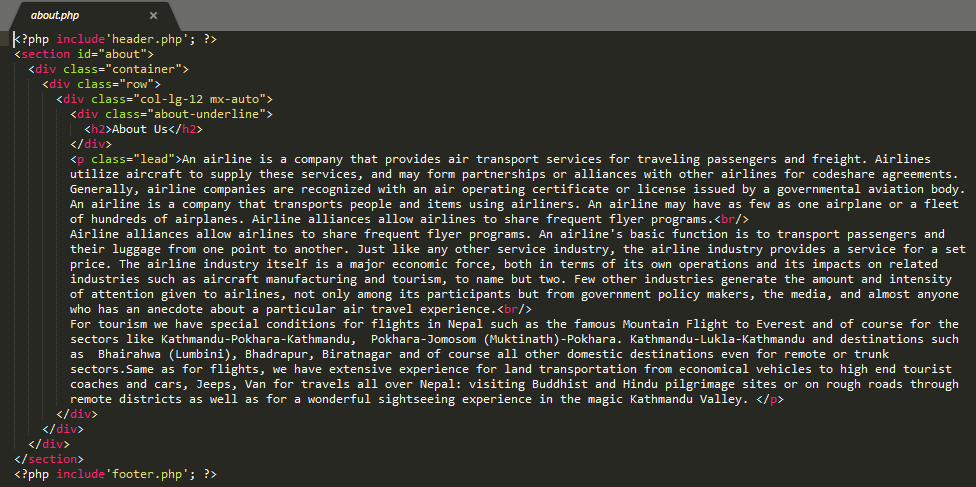 about.php ×
<?php include'header.php'; ?>
<section id="about">
<div class="container">
<div class="row">
<div class="col-lg-12 mx-auto">
<div class="about-underline">
<h2>About Us</h2>
</div>
<p class="lead">An airline is a company that provides air transport services for traveling passengers and freight. Airlines
utilize aircraft to supply these services, and may form partnerships or alliances with other airlines for codeshare agreements.
Generally, airline companies are recognized with an air operating certificate or license issued by a governmental aviation body.
An airline is a company that transports people and items using airliners. An airline may have as few as one airplane or a fleet
of hundreds of airplanes. Airline alliances allow airlines to share frequent flyer programs.<br/>
Airline alliances allow airlines to share frequent flyer programs. An airline's basic function is to transport passengers and
their luggage from one point to another. Just like any other service industry, the airline industry provides a service for a set
price. The airline industry itself is a major economic force, both in terms of its own operations and its impacts on related
industries such as aircraft manufacturing and tourism, to name but two. Few other industries generate the amount and intensity
of attention given to airlines, not only among its participants but from government policy makers, the media, and almost anyone
who has an anecdote about a particular air travel experience.<br/>
For tourism we have special conditions for flights in Nepal such as the famous Mountain Flight to Everest and of course for the
sectors like Kathmandu-Pokhara-Kathmandu,  Pokhara-Jomosom (Muktinath)-Pokhara. Kathmandu-Lukla-Kathmandu and destinations such
as  Bhairahwa (Lumbini), Bhadrapur, Biratnagar and of course all other domestic destinations even for remote or trunk
sectors.Same as for flights, we have extensive experience for land transportation from economical vehicles to high end tourist
coaches and cars, Jeeps, Van for travels all over Nepal: visiting Buddhist and Hindu pilgrimage sites or on rough roads through
remote districts as well as for a wonderful sightseeing experience in the magic Kathmandu Valley. </p>
</div>
</div>
</div>
</section>
<?php include'footer.php'; ?>